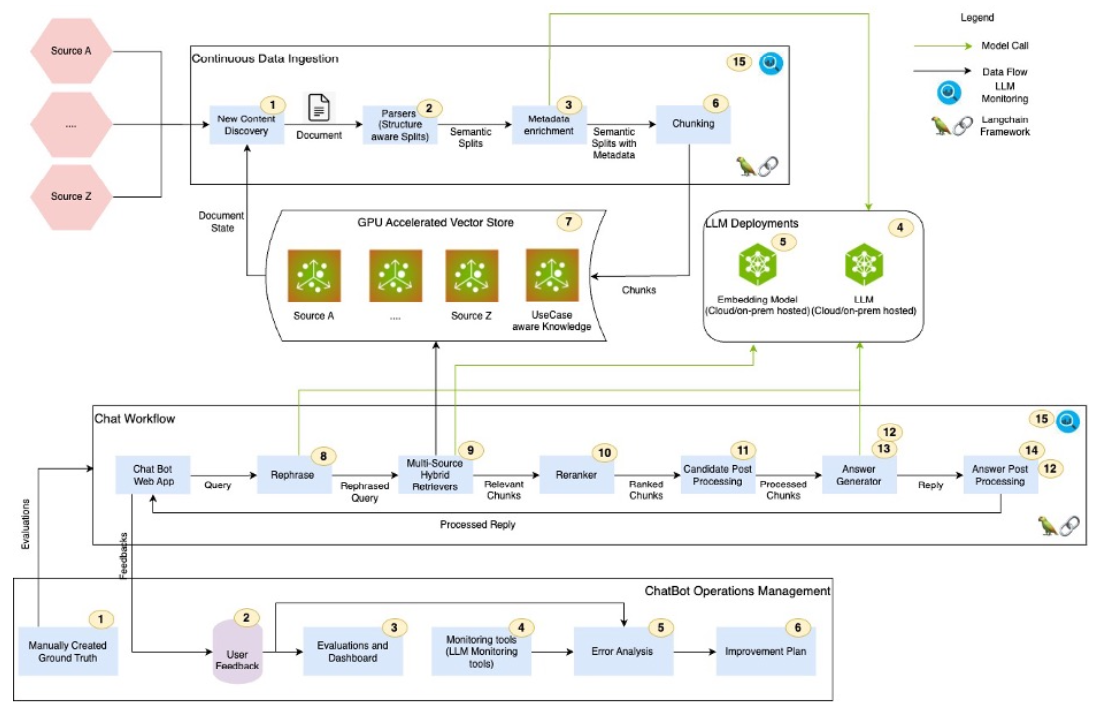 Legend
Model Call
Data Flow
LLM
Monitoring
Langchain
Framework
Source A
....
Source Z
Continuous Data Ingestion
15
1
New Content
Discovery
Document
2
Parsers
(Structure
aware Splits)
Semantic
Splits
3
Metadata
enrichment
Semantic
Splits with
Metadata
6
Chunking
Document
State
GPU Accelerated Vector Store
7
Source A
....
Source Z
UseCase
aware Knowledge
Chunks
LLM Deployments
4
5
Embedding Model
(Cloud/on-prem hosted)
LLM
(Cloud/on-prem hosted)
Chat Workflow
15
Chat Bot
Web App
Query
8
Rephrase
Rephrased
Query
9
Multi-Source
Hybrid
Retrievers
Relevant
Chunks
10
Reranker
Ranked
Chunks
11
Candidate Post
Processing
Processed
Chunks
12
13
Answer
Generator
Reply
14
12
Answer Post
Processing
Processed Reply
Evaluations
Feedbacks
ChatBot Operations Management
1
Manually Created
Ground Truth
2
User
Feedback
3
Evaluations and
Dashboard
4
Monitoring tools
(LLM Monitoring
tools)
5
Error Analysis
6
Improvement Plan